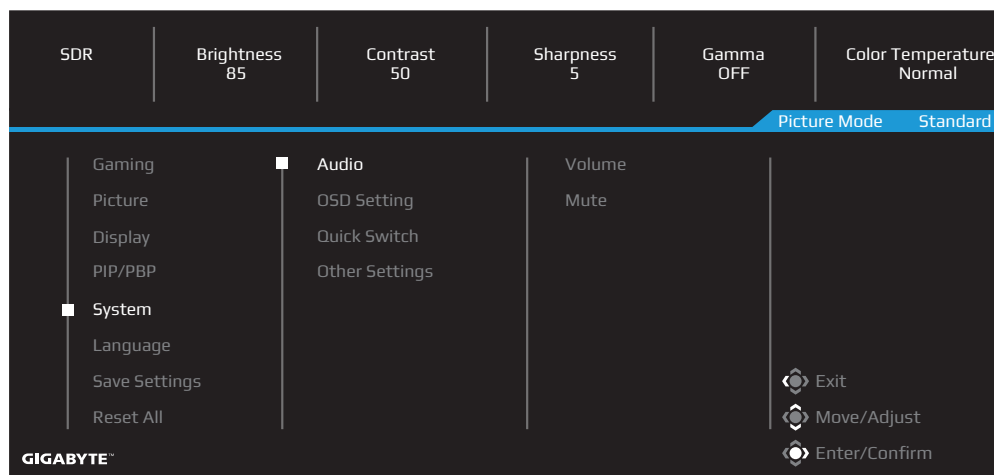 SDR Brightness Contrast Sharpness Gamma Color Temperature
85 50 5 OFF Normal
Picture Mode Standard
Gaming Audio Volume
Picture OSD Setting Mute
Display Quick Switch
PIP/PBP Other Settings
System
Language
Save Settings Exit
Reset All Move/Adjust
GIGABYTE™ Enter/Confirm